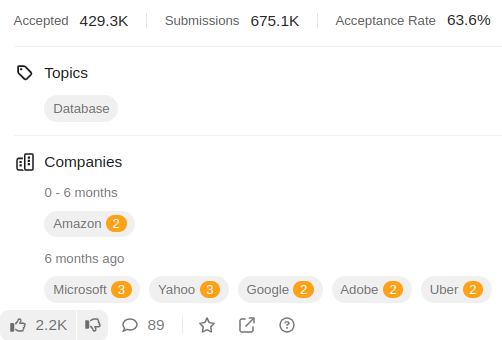 Accepted 429.3K Submissions 675.1K Acceptance Rate 63.6%
Topics
Database
Companies
0 - 6 months
Amazon 2
6 months ago
Microsoft 3 Yahoo 3 Google 2 Adobe 2 Uber 2
2.2K 89 ?